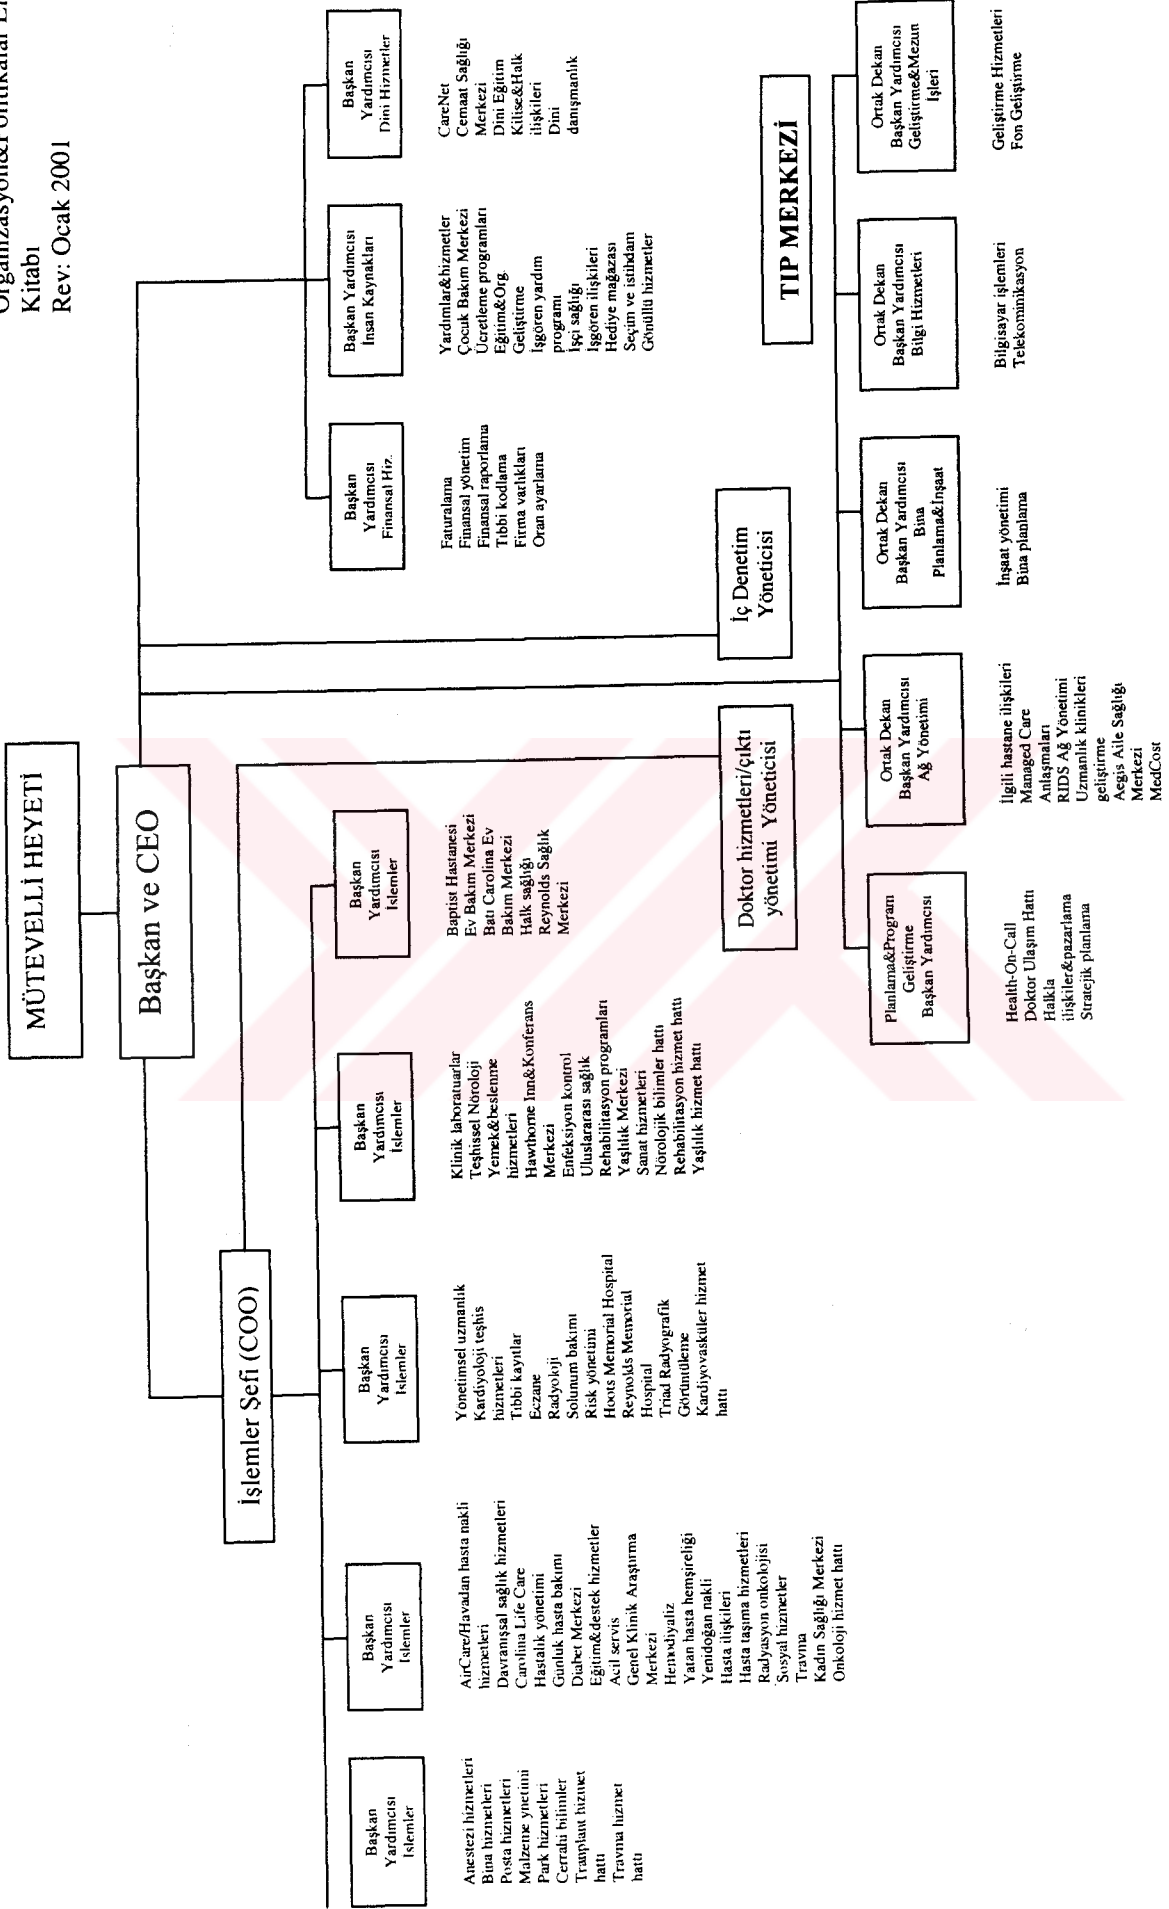 Kitabı
Rev: Ocak 2001
MÜTEVELLİ HEYETİ
Başkan ve CEO
İşlemler Şefi (COO)
Başkan
Yardımcısı
İşlemler
Anestezi hizmetleri
Bina hizmetleri
Posta hizmetleri
Malzeme ynetimi
Park hizmetleri
Cerrahi bilimler
Tranplant hizmet
hattı
Travma hizmet
hattı
Başkan
Yardımcısı
İşlemler
AirCare/Havadan hasta nakli
hizmetleri
Davranışsal sağlık hizmetleri
Carolina Life Care
Hastalık yönetimi
Günlük hasta bakımı
Diabet Merkezi
Eğitim&destek hizmetler
Acil servis
Genel Klinik Araştırma
Merkezi
Hemodiyaliz
Yatan hasta hemşireliği
Yenidoğan nakli
Hasta ilişkileri
Hasta taşıma hizmetleri
Radyasyon onkolojisi
Sosyal hizmetler
Travma
Kadın Sağlığı Merkezi
Onkoloji hizmet hattı
Başkan
Yardımcısı
İşlemler
Yönetimsel uzmanlık
Kardiyoloji teşhis
hizmetleri
Tıbbi kayıtlar
Eczane
Radyoloji
Solunum bakımı
Risk yönetimi
Hoots Memorial Hospital
Reynolds Memorial
Hospital
Triad Radyografik
Görüntüleme
Kardiyovasküler hizmet
hattı
Başkan
Yardımcısı
İşlemler
Klinik laboratuarlar
Teşhissel Nöroloji
Yemek&beslenme
hizmetleri
Hawthorne Inn&Konferans
Merkezi
Enfeksiyon kontrol
Uluslararası sağlık
Rehabilitasyon programları
Yaşlılık Merkezi
Sanat hizmetleri
Nörolojik bilimler hattı
Rehabilitasyon hizmet hattı
Yaşlılık hizmet hattı
Başkan
Yardımcısı
İşlemler
Baptist Hastanesi
Ev Bakım Merkezi
Batı Carolina Ev
Bakım Merkezi
Halk sağlığı
Reynolds Sağlık
Merkezi
Başkan
Yardımcısı
Finansal Hiz.
Faturalama
Finansal yönetim
Finansal raporlama
Tıbbi kodlama
Firma varlıkları
Oran ayarlama
Başkan Yardımcısı
İnsan Kaynakları
Yardımlar&hizmetler
Çocuk Bakım Merkezi
Ücretleme programları
Eğitim&Org.
Geliştirme
İşgören yardım
programı
İşçi sağlığı
İşgören ilişkileri
Hediye mağazası
Seçim ve istihdam
Gönüllü hizmetler
Başkan
Yardımcısı
Dini Hizmetler
CareNet
Cemaat Sağlığı
Merkezi
Dini Eğitim
Kilise&Halk
ilişkileri
Dini
danışmanlık
Doktor hizmetleri/çıktı
yönetimi Yöneticisi
İç Denetim
Yöneticisi
TIP MERKEZİ
Planlama&Program
Geliştirme
Başkan Yardımcısı
Health-On-Call
Doktor Ulaşım Hattı
Halkla
ilişkiler&pazarlama
Stratejik planlama
Ortak Dekan
Başkan Yardımcısı
Ağ Yönetimi
İlgili hastane ilişkileri
Managed Care
Anlaşmaları
RIDS Ağ Yönetimi
Uzmanlık klinikleri
geliştirme
Aegis Aile Sağlığı
Merkezi
MedCost
Ortak Dekan
Başkan Yardımcısı
Bina
Planlama&İnşaat
İnşaat yönetimi
Bina planlama
Ortak Dekan
Başkan Yardımcısı
Bilgi Hizmetleri
Bilgisayar işlemleri
Telekominikasyon
Ortak Dekan
Başkan Yardımcısı
Geliştirme&Mezun
İşleri
Geliştirme Hizmetleri
Fon Geliştirme